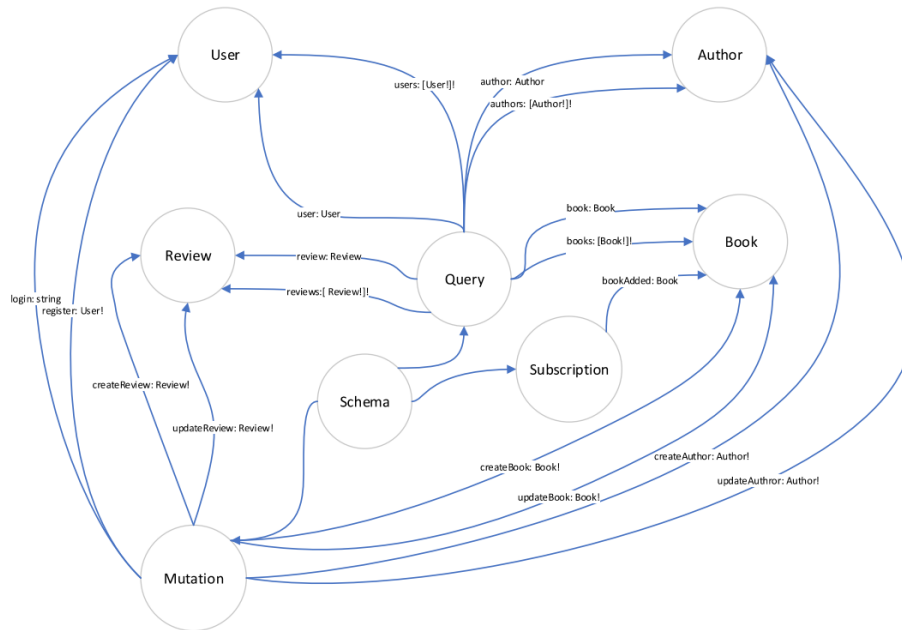 User
Author
users: [User!]!
author: Author
authors: [Author!]!
user: User
book: Book
Review
review: Review
Query
books: [Book!]!
Book
bookAdded: Book
reviews:[ Review!]!
login: string
register: User!
Subscription
createReview: Review!
Schema
updateReview: Review!
createAuthor: Author!
createBook: Book!
updateAuthror: Author!
updateBook: Book!
Mutation